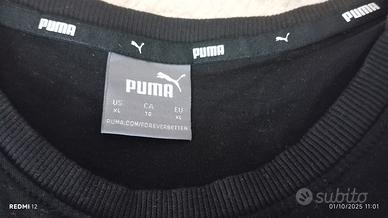 PUMA
PUMA
PUMA
PUMA
US CA EU
XL TG XL
PUMA.COM/FOREVERBETTER
REDMI 12
subito
01/10/2025 11:01